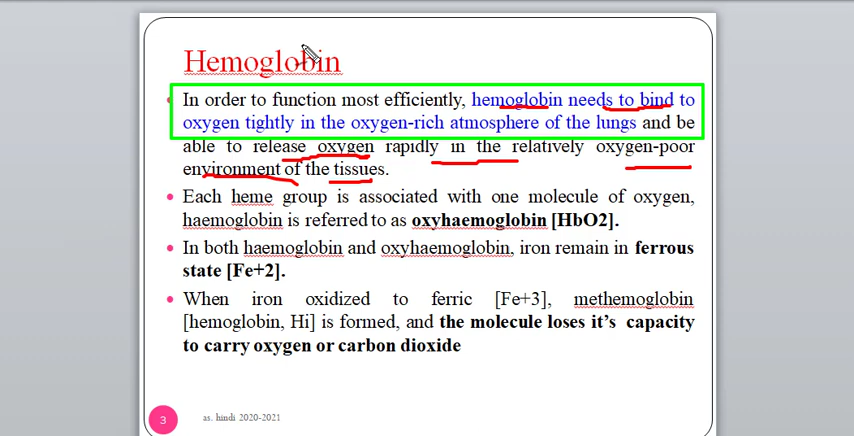 Hemoglobin
• In order to function most efficiently, hemoglobin needs to bind to
oxygen tightly in the oxygen-rich atmosphere of the lungs and be
able to release oxygen rapidly in the relatively oxygen-poor
environment of the tissues.
• Each heme group is associated with one molecule of oxygen,
haemoglobin is referred to as oxyhaemoglobin [HbO2].
• In both haemoglobin and oxyhaemoglobin, iron remain in ferrous
state [Fe+2].
• When iron oxidized to ferric [Fe+3], methemoglobin
[hemoglobin, Hi] is formed, and the molecule loses it's capacity
to carry oxygen or carbon dioxide
3
as. hindi 2020-2021